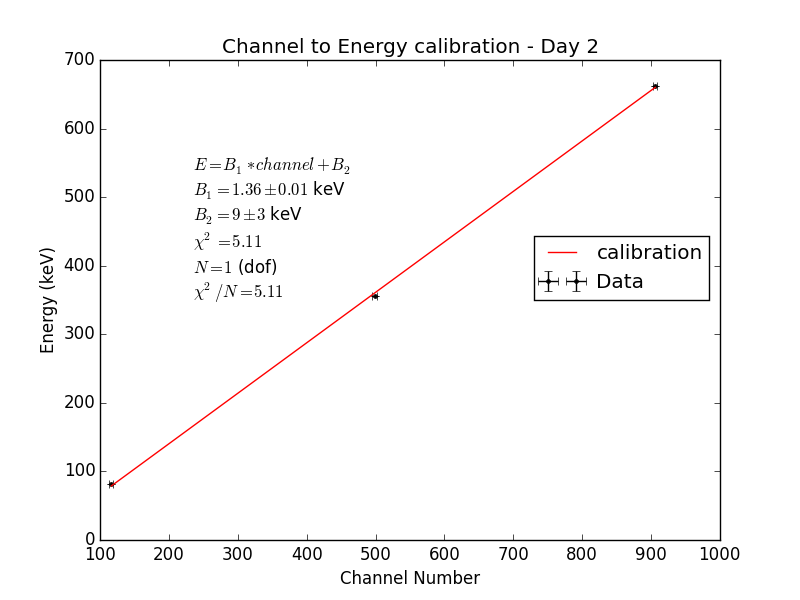 Channel to Energy calibration - Day 2
700
600
500
400
300
200
100
0
Energy (keV)
E = B₁ ∗ channel + B₂
B₁ = 1.36 ± 0.01 keV
B₂ = 9 ± 3 keV
χ² = 5.11
N = 1 (dof)
χ² / N = 5.11
calibration
Data
100 200 300 400 500 600 700 800 900 1000
Channel Number